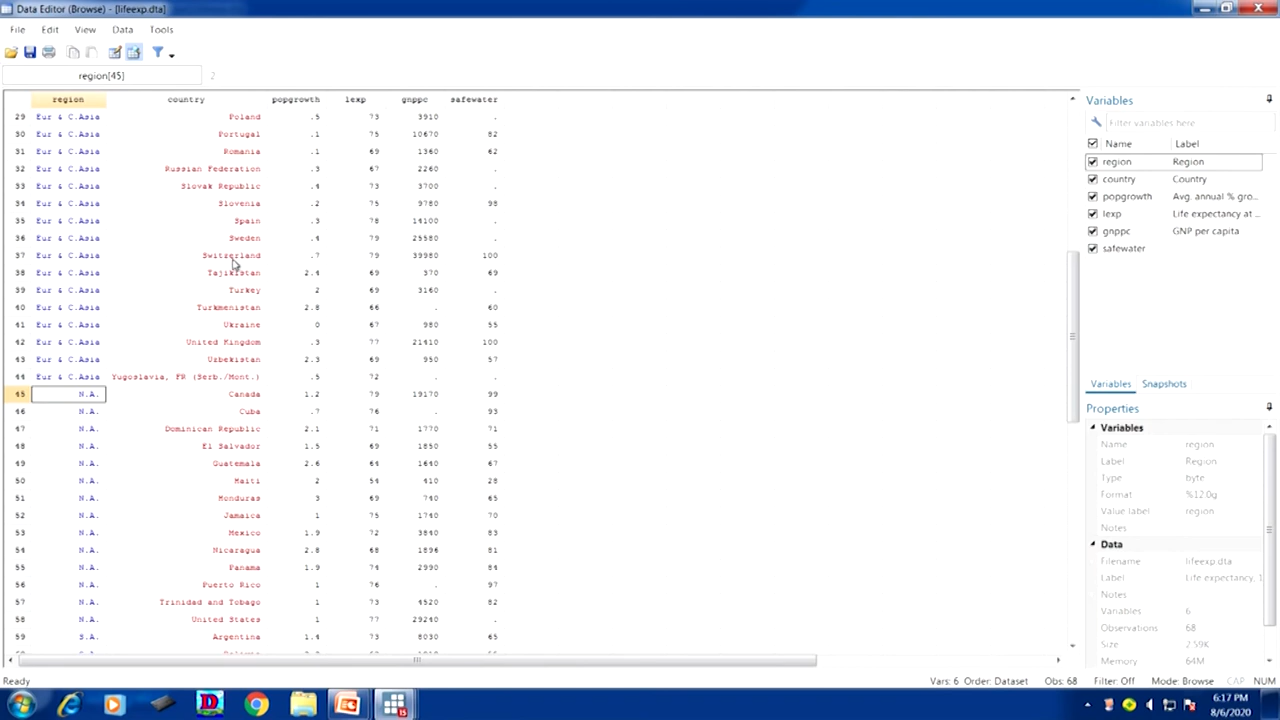 Data Editor (Browse) - [lifeexp.dta]
File Edit View Data Tools
region[45] 2
region country popgrowth lexp gnppc safewater
29 Eur & C.Asia Poland .5 73 3910 .
30 Eur & C.Asia Portugal .1 75 10670 82
31 Eur & C.Asia Romania .1 69 1360 62
32 Eur & C.Asia Russian Federation .3 67 2260 .
33 Eur & C.Asia Slovak Republic .4 73 3700 .
34 Eur & C.Asia Slovenia .2 75 9780 98
35 Eur & C.Asia Spain .3 78 14100 .
36 Eur & C.Asia Sweden .4 79 25580 .
37 Eur & C.Asia Switzerland .7 79 39980 100
38 Eur & C.Asia Tajikistan 2.4 69 370 69
39 Eur & C.Asia Turkey 2 69 3160 .
40 Eur & C.Asia Turkmenistan 2.8 66 . 60
41 Eur & C.Asia Ukraine 0 67 980 55
42 Eur & C.Asia United Kingdom .3 77 21410 100
43 Eur & C.Asia Uzbekistan 2.3 69 950 57
44 Eur & C.Asia Yugoslavia, FR (Serb./Mont.) .5 72 . .
45 N.A. Canada 1.2 79 19170 99
46 N.A. Cuba .7 76 . 93
47 N.A. Dominican Republic 2.1 71 1770 71
48 N.A. El Salvador 1.5 69 1850 55
49 N.A. Guatemala 2.6 64 1640 67
50 N.A. Haiti 2 54 410 28
51 N.A. Honduras 3 69 740 65
52 N.A. Jamaica 1 75 1740 70
53 N.A. Mexico 1.9 72 3840 83
54 N.A. Nicaragua 2.8 68 1896 81
55 N.A. Panama 1.9 74 2990 84
56 N.A. Puerto Rico 1 76 . 97
57 N.A. Trinidad and Tobago 1 73 4520 82
58 N.A. United States 1 77 29240 .
59 S.A. Argentina 1.4 73 8030 65
Variables
Filter variables here
Name Label
region Region
country Country
popgrowth Avg. annual % gro...
lexp Life expectancy at ...
gnppc GNP per capita
safewater
Variables Snapshots
Properties
Variables
Name region
Label Region
Type byte
Format %12.0g
Value label region
Notes
Data
Filename lifeexp.dta
Label Life expectancy, 1
Notes
Variables 6
Observations 68
Size 2.59K
Memory 64M
Ready Vars: 6 Order: Dataset Obs: 68 Filter: Off Mode: Browse CAP NUM
6:17 PM
8/6/2020